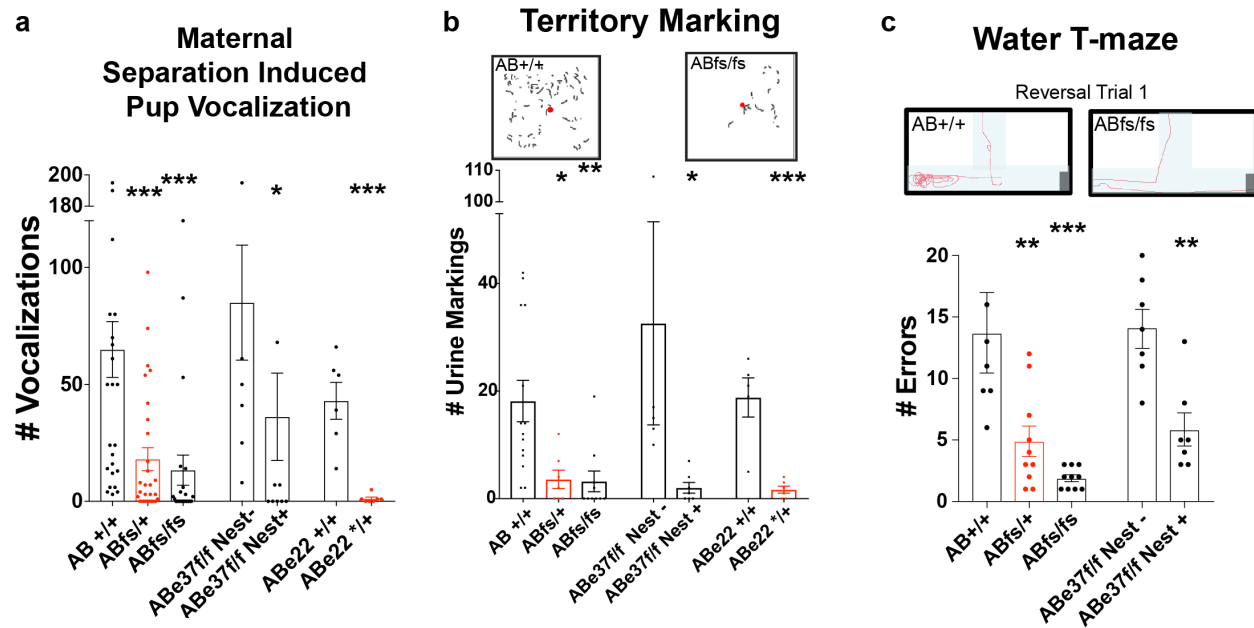 a
Maternal
Separation Induced
Pup Vocalization
# Vocalizations
200
180
100
50
0
***
***
*
***
AB +/+
ABfs/+
ABfs/fs
ABe37f/f Nest-
ABe37f/f Nest+
ABe22 +/+
ABe22 */+
b
Territory Marking
AB+/+
ABfs/fs
# Urine Markings
110
100
40
20
0
*
**
*
***
AB +/+
ABfs/+
ABfs/fs
ABe37f/f Nest -
ABe37f/f Nest +
ABe22 +/+
ABe22 */+
c
Water T-maze
Reversal Trial 1
AB+/+
ABfs/fs
# Errors
20
15
10
5
0
**
***
**
AB+/+
ABfs/+
ABfs/fs
ABe37f/f Nest -
ABe37f/f Nest +